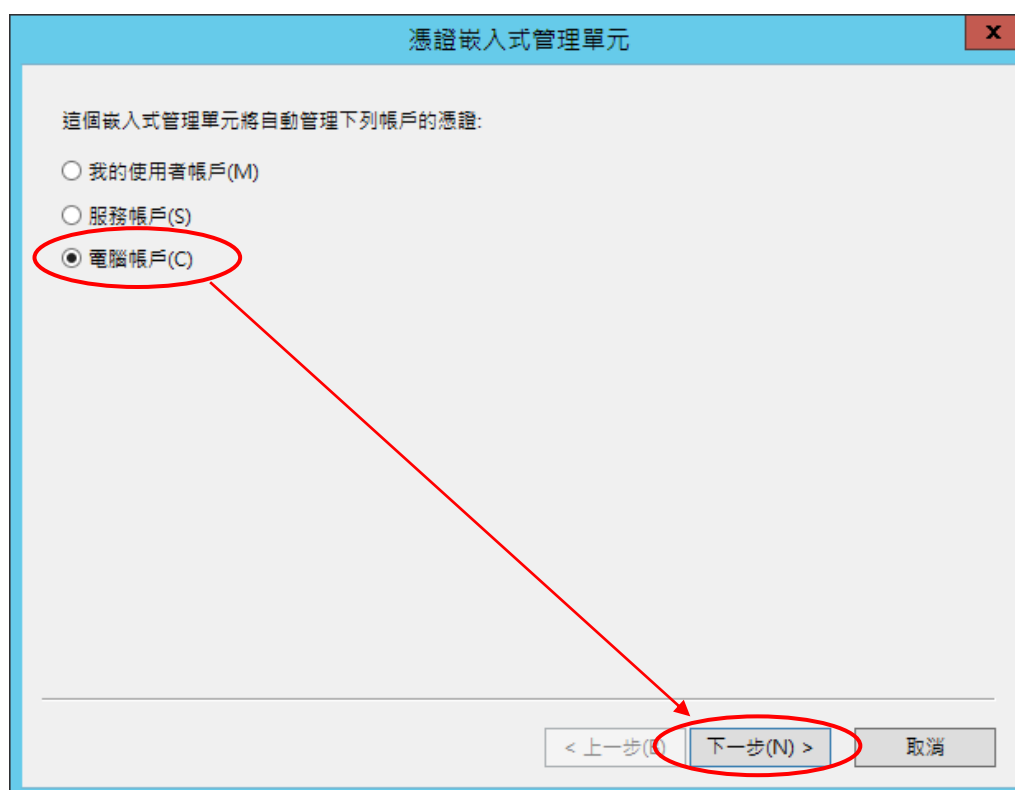 憑證嵌入式管理單元
x
這個嵌入式管理單元將自動管理下列帳戶的憑證:
我的使用者帳戶(M)
服務帳戶(S)
電腦帳戶(C)
< 上一步( 下一步(N) > 取消